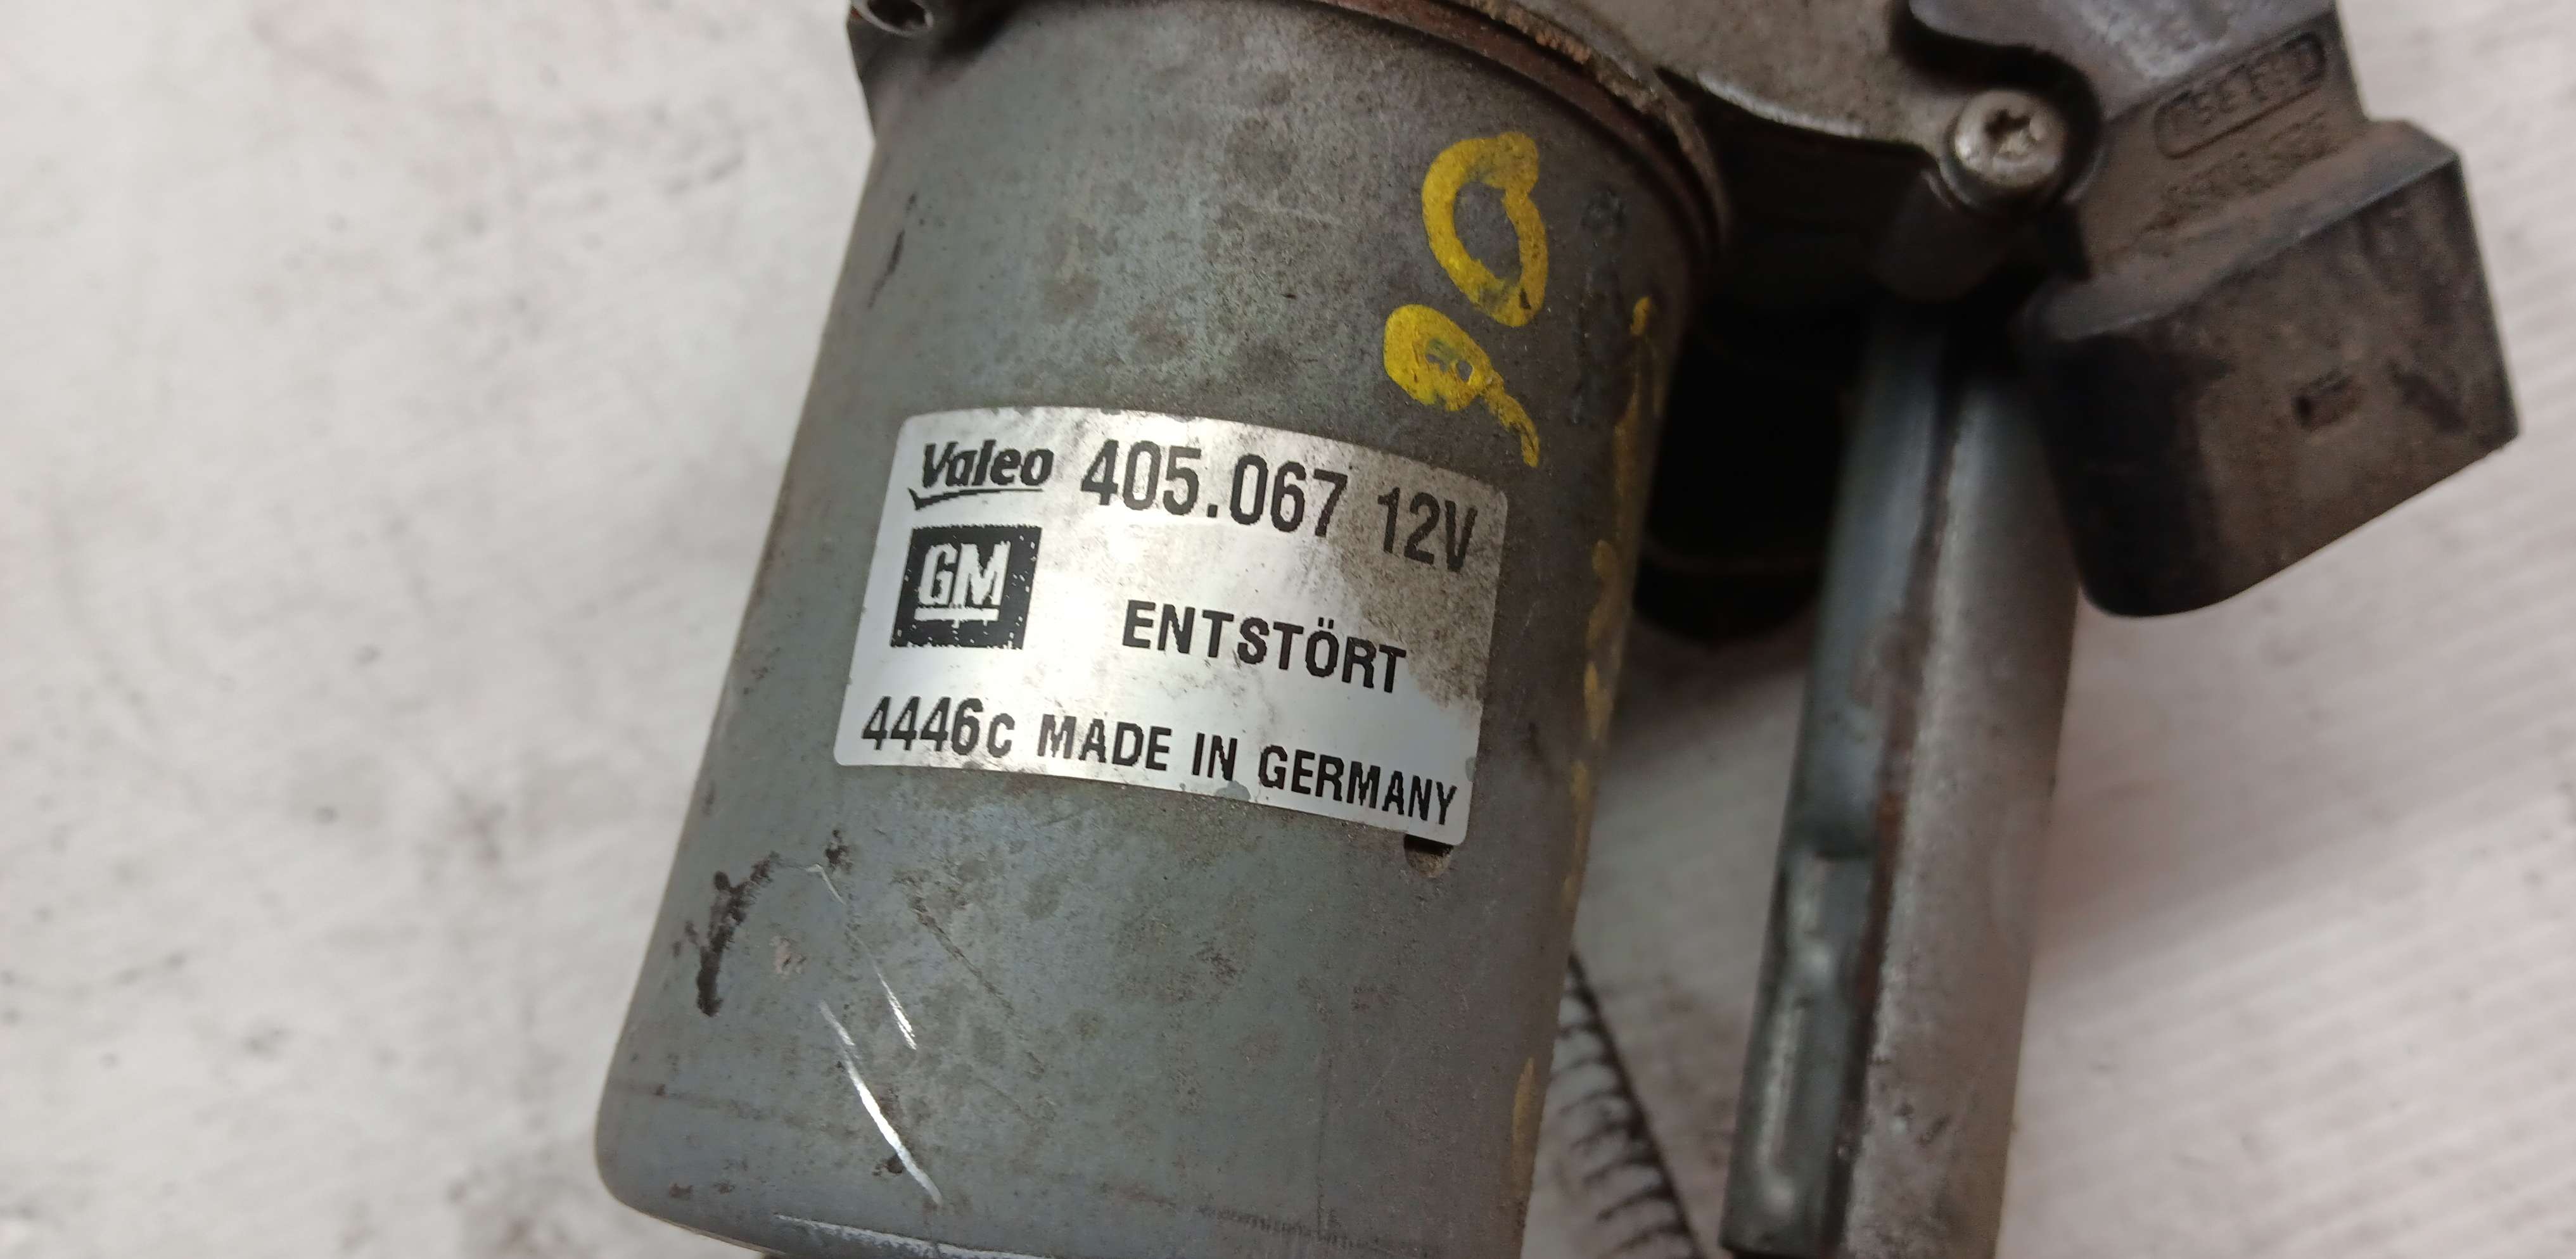 Valeo 405.067 12V
GM
ENTSTÖRT
4446c MADE IN GERMANY